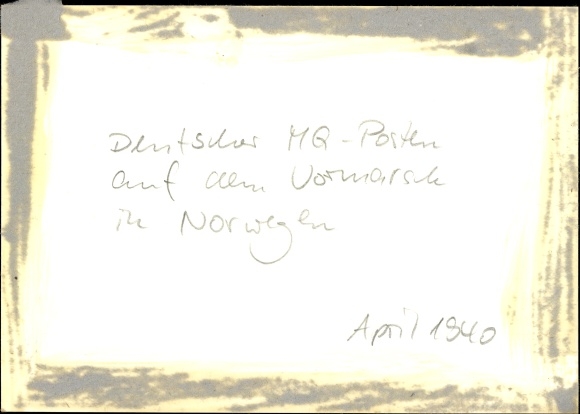 Deutscher MG-Posten
auf dem Vormarsch
in Norwegen
April 1940